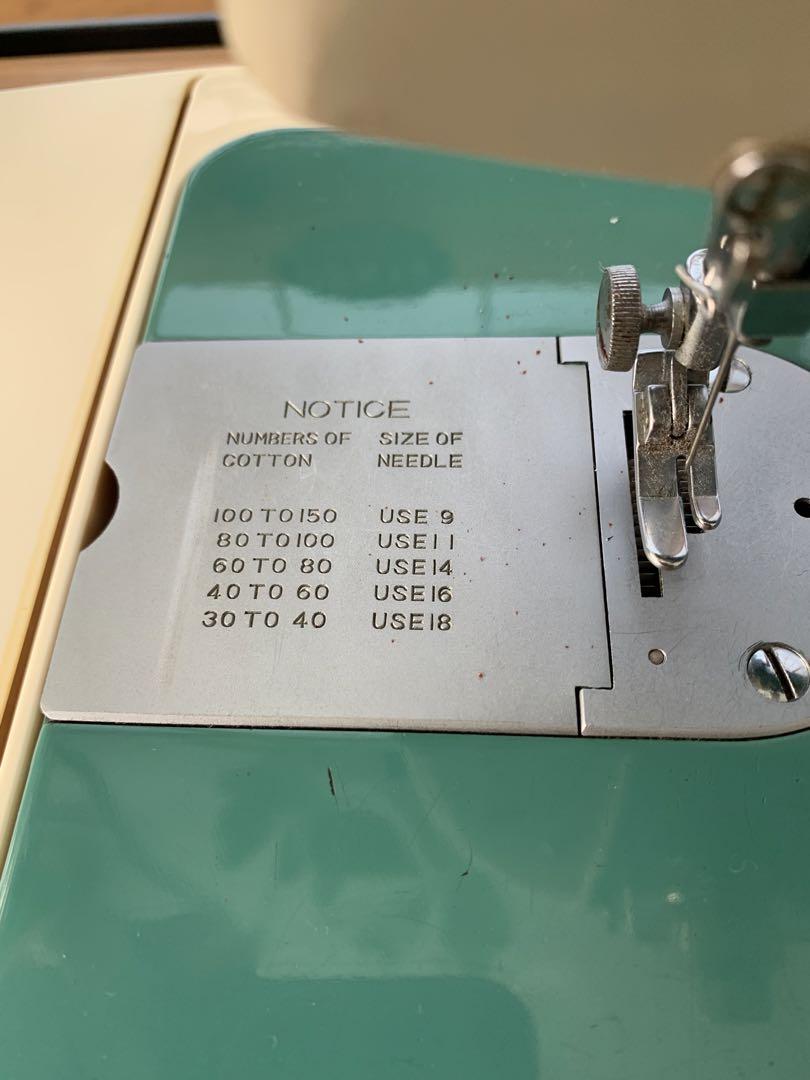 NOTICE
NUMBERS OF SIZE OF
COTTON NEEDLE
100 TO 150 USE 9
80 TO 100 USE 11
60 TO 80 USE 14
40 TO 60 USE 16
30 TO 40 USE 18